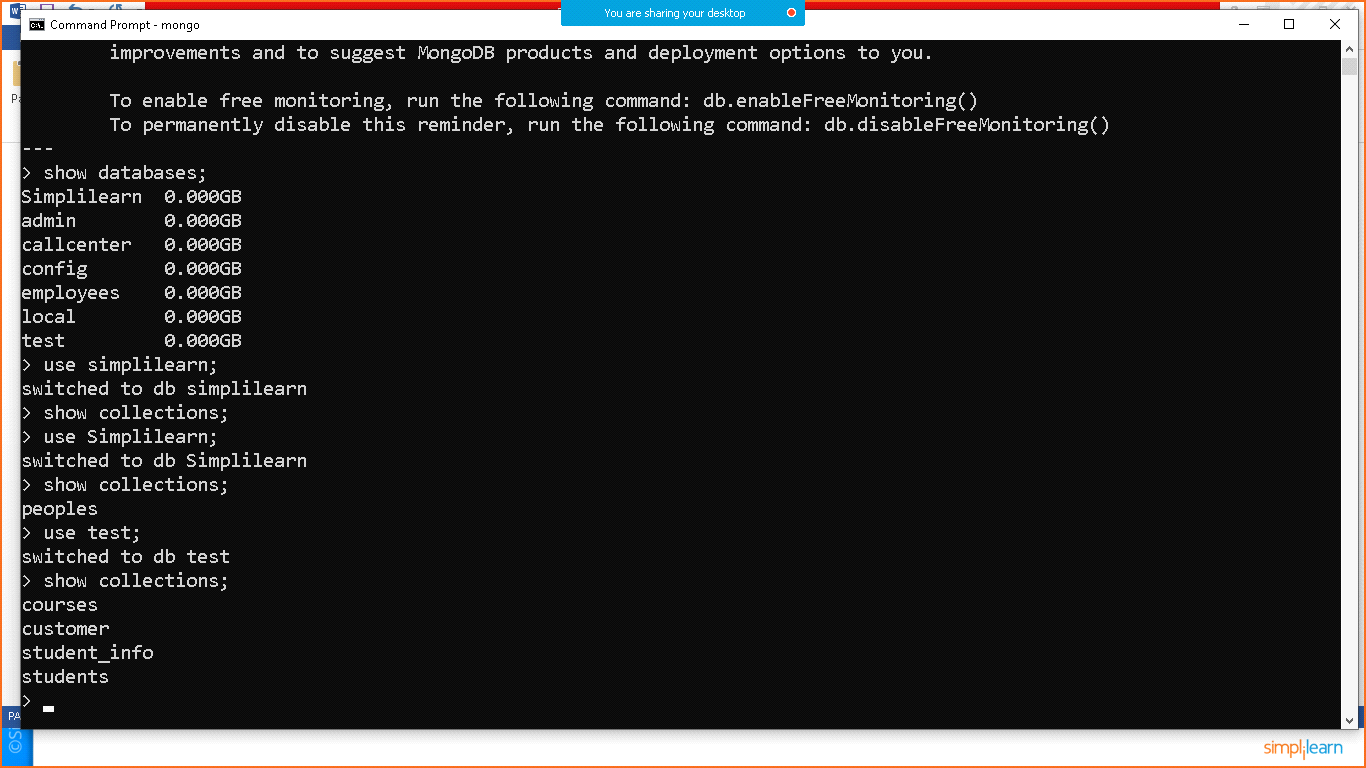 You are sharing your desktop
Command Prompt - mongo
improvements and to suggest MongoDB products and deployment options to you.
To enable free monitoring, run the following command: db.enableFreeMonitoring()
To permanently disable this reminder, run the following command: db.disableFreeMonitoring()
---
> show databases;
Simplilearn 0.000GB
admin 0.000GB
callcenter 0.000GB
config 0.000GB
employees 0.000GB
local 0.000GB
test 0.000GB
> use simplilearn;
switched to db simplilearn
> show collections;
> use Simplilearn;
switched to db Simplilearn
> show collections;
peoples
> use test;
switched to db test
> show collections;
courses
customer
student_info
students
>
simplilearn